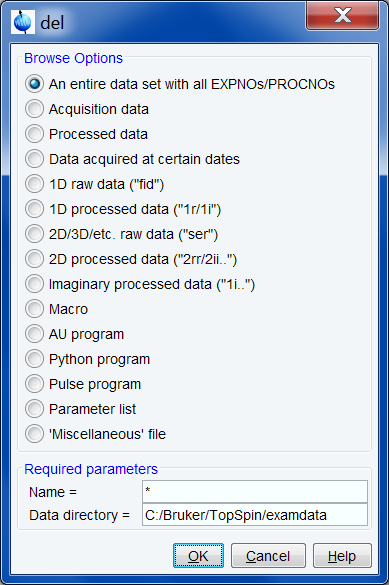 del
Browse Options
An entire data set with all EXPNOs/PROCNOs
Acquisition data
Processed data
Data acquired at certain dates
1D raw data ("fid")
1D processed data ("1r/1i")
2D/3D/etc. raw data ("ser")
2D processed data ("2rr/2ii..")
Imaginary processed data ("1i..")
Macro
AU program
Python program
Pulse program
Parameter list
'Miscellaneous' file
Required parameters
Name = *
Data directory = C:/Bruker/TopSpin/examdata
OK Cancel Help